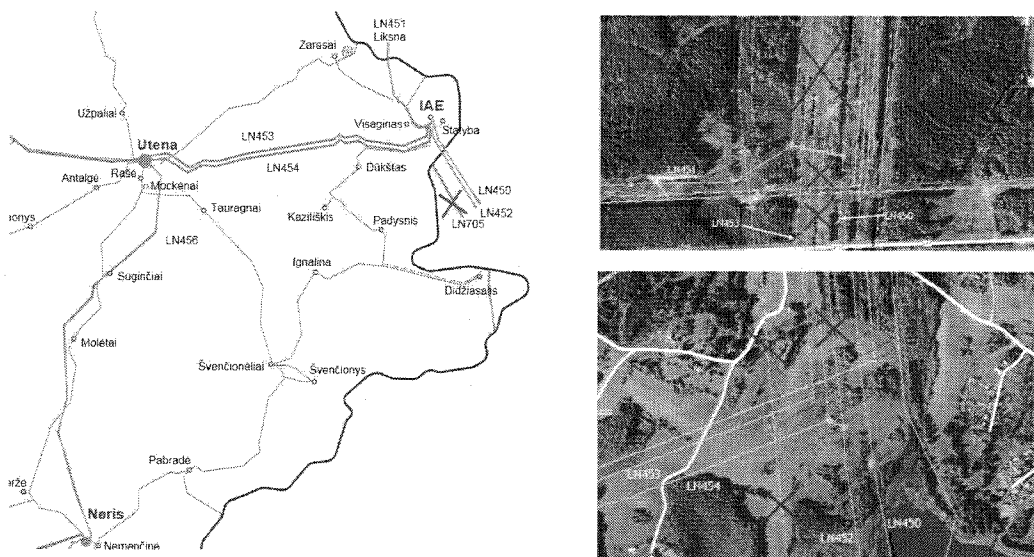 LN451
Liksna
Zarasai
IAE
Visaginas
Statyba
Užpaliai
Utena
LN453
LN454
Dūkštas
Antalgė
Rašė
Mockėnai
Tauragnai
Kaziliškis
LN450
LN452
LN705
Padysnis
LN456
Suginčiai
Ignalina
Didžiasalis
Molėtai
Švenčionėliai
Švenčionys
Pabradė
Neris
Nemenčinė
LN450
LN453
LN454
LN450
LN452